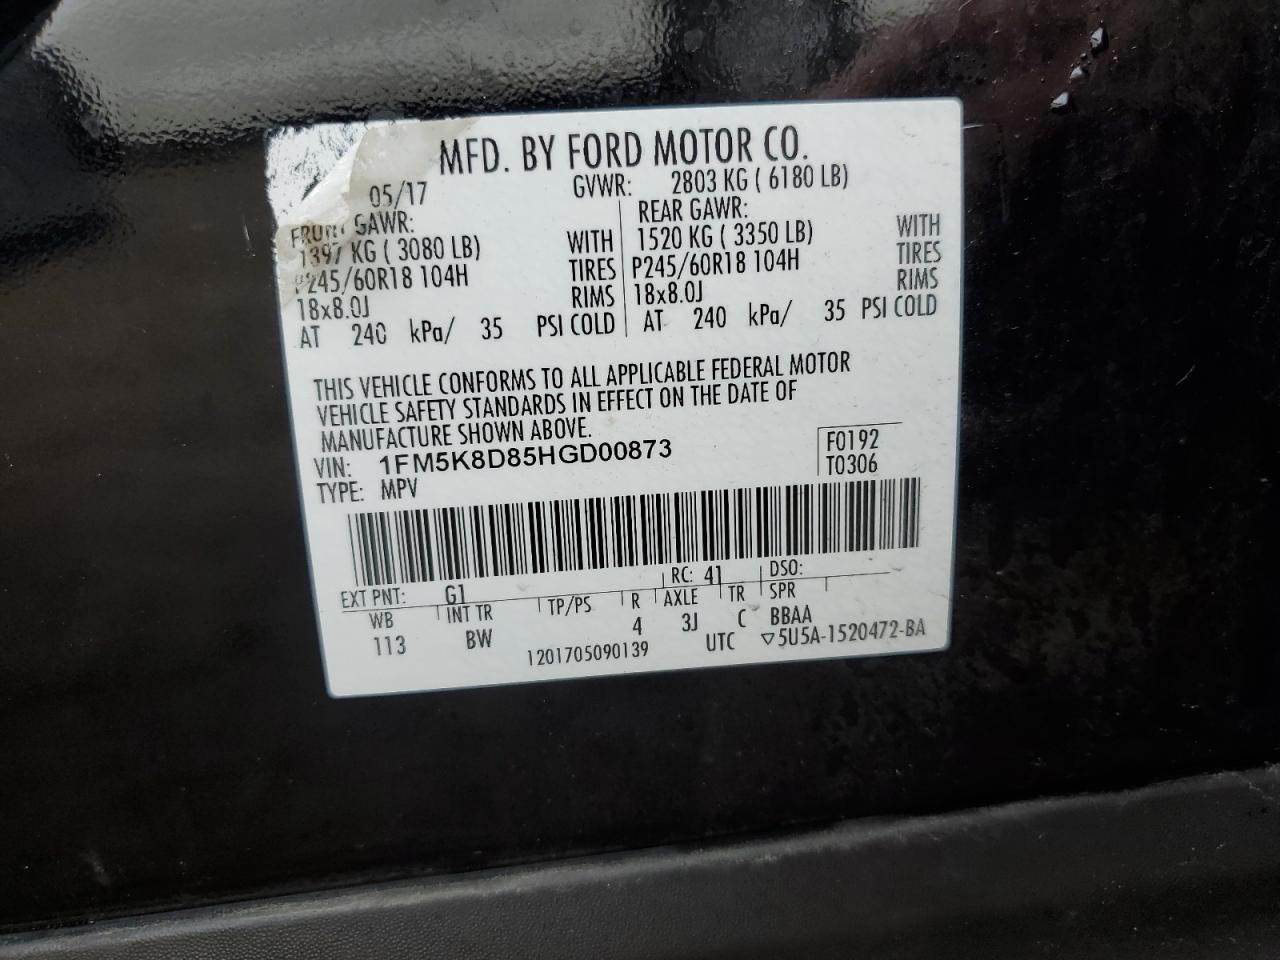 MFD. BY FORD MOTOR CO.
05/17 GVWR: 2803 KG ( 6180 LB)
FRONT GAWR: REAR GAWR:
1397 KG ( 3080 LB) WITH 1520 KG ( 3350 LB) WITH
P245/60R18 104H TIRES P245/60R18 104H TIRES
18x8.0J RIMS 18x8.0J RIMS
AT 240 kPa/ 35 PSI COLD AT 240 kPa/ 35 PSI COLD
THIS VEHICLE CONFORMS TO ALL APPLICABLE FEDERAL MOTOR
VEHICLE SAFETY STANDARDS IN EFFECT ON THE DATE OF
MANUFACTURE SHOWN ABOVE.
VIN: 1FM5K8D85HGD00873 F0192
TYPE: MPV T0306
EXT PNT: G1 RC: 41 DSO:
WB INT TR TP/PS R AXLE TR SPR
113 BW 4 3J C BBAA
1201705090139 UTC ▽5U5A-1520472-BA